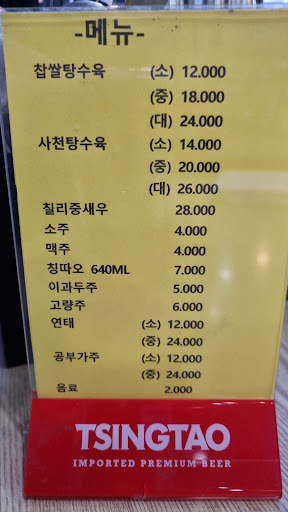 -메뉴-
찹쌀탕수육 (소) 12.000
(중) 18.000
(대) 24.000
사천탕수육 (소) 14.000
(중) 20.000
(대) 26.000
칠리중새우 28.000
소주 4.000
맥주 4.000
칭따오 640ML 7.000
이과두주 5.000
고량주 6.000
연태 (소) 12.000
(중) 24.000
공부가주 (소) 12.000
(중) 24.000
음료 2.000
TSINGTAO
IMPORTED PREMIUM BEER